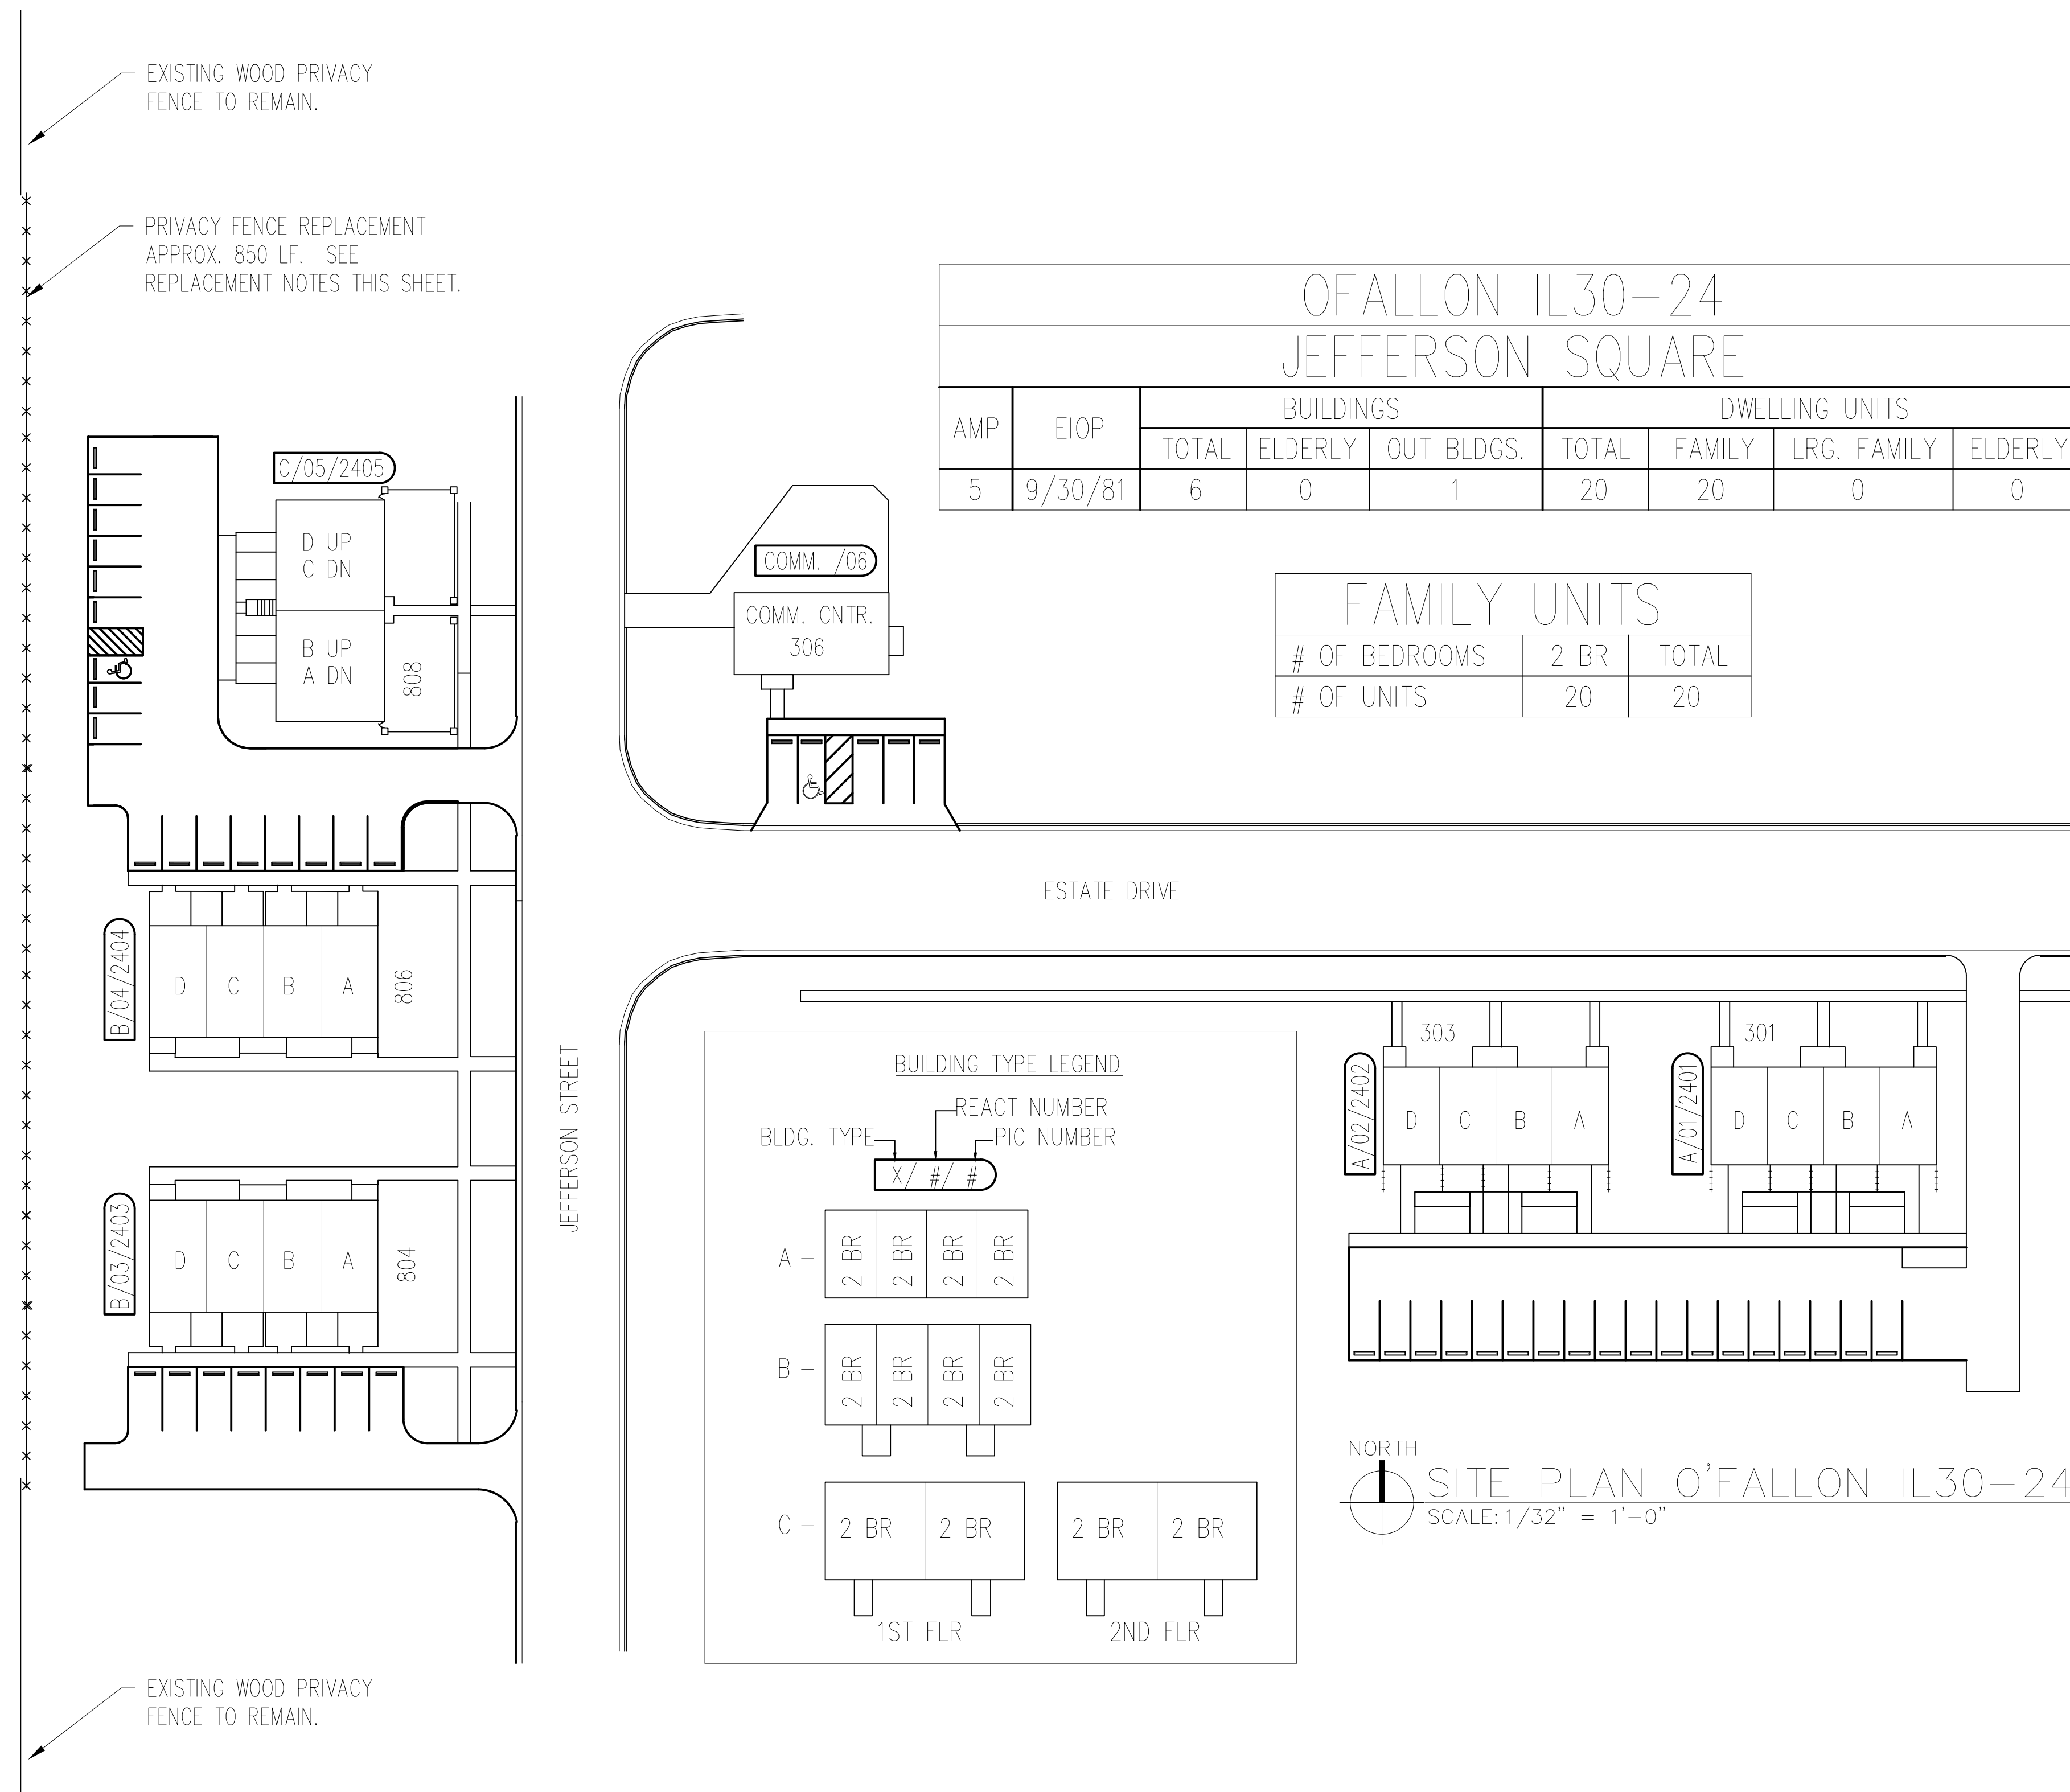 EXISTING WOOD PRIVACY
FENCE TO REMAIN.
PRIVACY FENCE REPLACEMENT
APPROX. 850 LF. SEE
REPLACEMENT NOTES THIS SHEET.
OFALLON IL30-24
JEFFERSON SQUARE
AMP EIOP BUILDINGS DWELLING UNITS
TOTAL ELDERLY OUT BLDGS. TOTAL FAMILY LRG. FAMILY ELDERLY
5 9/30/81 6 0 1 20 20 0 0
C/05/2405
D UP
C DN
B UP
A DN
808
COMM. /06
COMM. CNTR.
306
FAMILY UNITS
# OF BEDROOMS 2 BR TOTAL
# OF UNITS 20 20
ESTATE DRIVE
B/04/2404
D C B A
806
JEFFERSON STREET
B/03/2403
D C B A
804
BUILDING TYPE LEGEND
REACT NUMBER
BLDG. TYPE PIC NUMBER
X/ #/ #
A - 2 BR 2 BR 2 BR 2 BR
B - 2 BR 2 BR 2 BR 2 BR
C - 2 BR 2 BR 2 BR 2 BR
1ST FLR 2ND FLR
303
A/02/2402
D C B A
301
A/01/2401
D C B A
NORTH
SITE PLAN O'FALLON IL30-24
SCALE: 1/32" = 1'-0"
EXISTING WOOD PRIVACY
FENCE TO REMAIN.